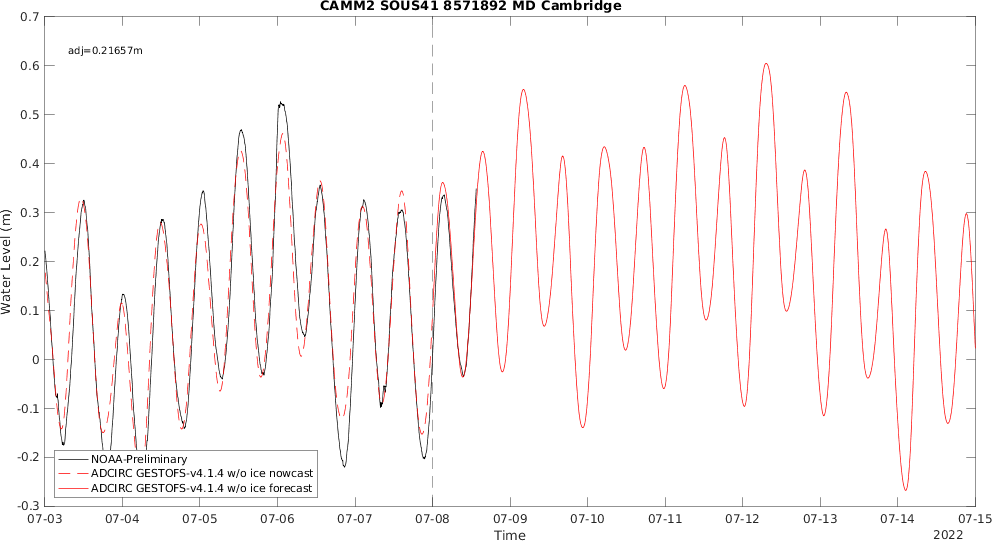 CAMM2 SOUS41 8571892 MD Cambridge
0.7
adj=0.21657m
0.6
0.5
0.4
0.3
0.2
0.1
0
-0.1
-0.2
-0.3
Water Level (m)
NOAA-Preliminary
ADCIRC GESTOFS-v4.1.4 w/o ice nowcast
ADCIRC GESTOFS-v4.1.4 w/o ice forecast
07-03 07-04 07-05 07-06 07-07 07-08 07-09 07-10 07-11 07-12 07-13 07-14 07-15
Time
2022